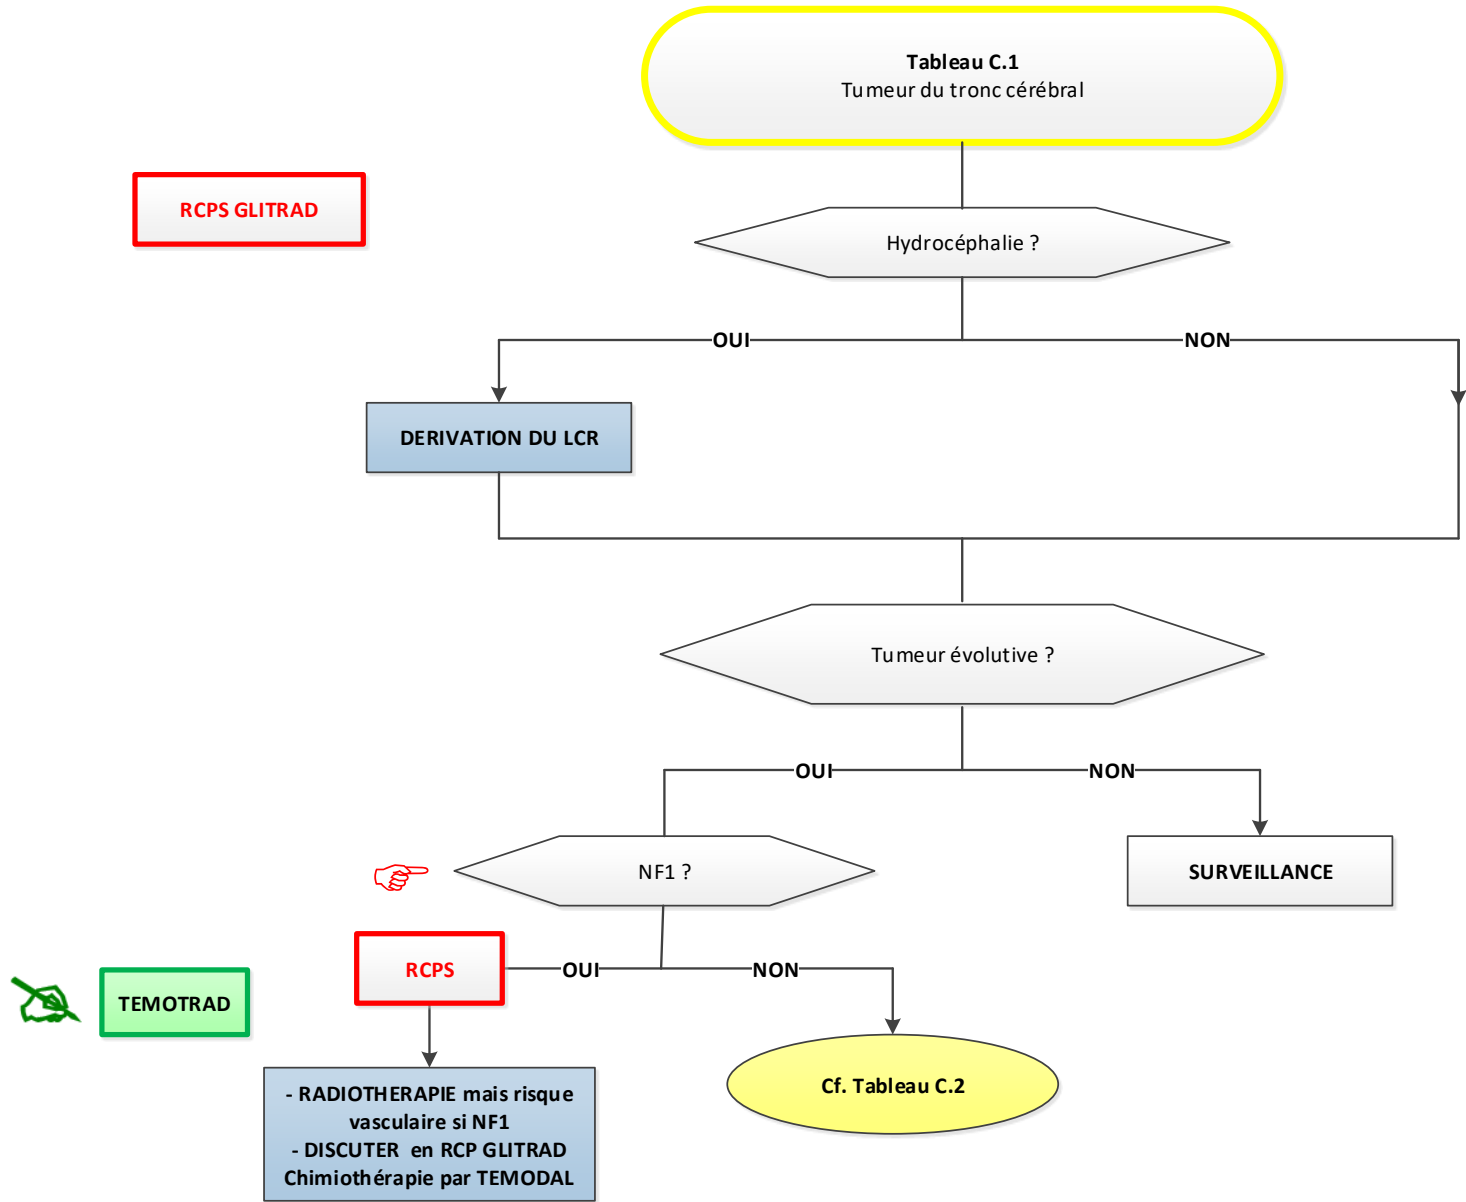 Tableau C.1
Tumeur du tronc cérébral
RCPS GLITRAD
Hydrocéphalie ?
OUI
NON
DERIVATION DU LCR
Tumeur évolutive ?
OUI
NON
NF1 ?
SURVEILLANCE
RCPS
OUI
NON
TEMOTRAD
- RADIOTHERAPIE mais risque
vasculaire si NF1
- DISCUTER en RCP GLITRAD
Chimiothérapie par TEMODAL
Cf. Tableau C.2